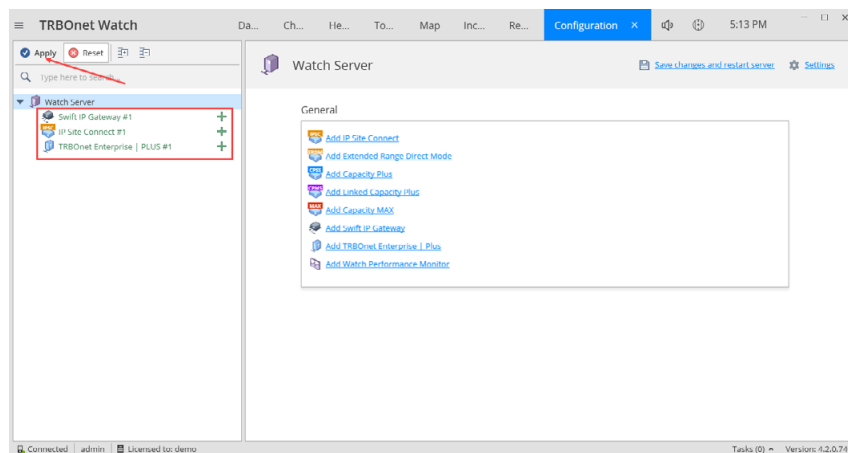 TRBOnet Watch
Da... Ch... He... To... Map Inc... Re... Configuration × 5:13 PM
Apply Reset
Type here to search...
Watch Server
Swift IP Gateway #1
IP Site Connect #1
TRBOnet Enterprise | PLUS #1
Watch Server
Save changes and restart server Settings
General
Add IP Site Connect
Add Extended Range Direct Mode
Add Capacity Plus
Add Linked Capacity Plus
Add Capacity MAX
Add Swift IP Gateway
Add TRBOnet Enterprise | Plus
Add Watch Performance Monitor
Connected admin Licensed to: demo Tasks (0) Version: 4.2.0.74